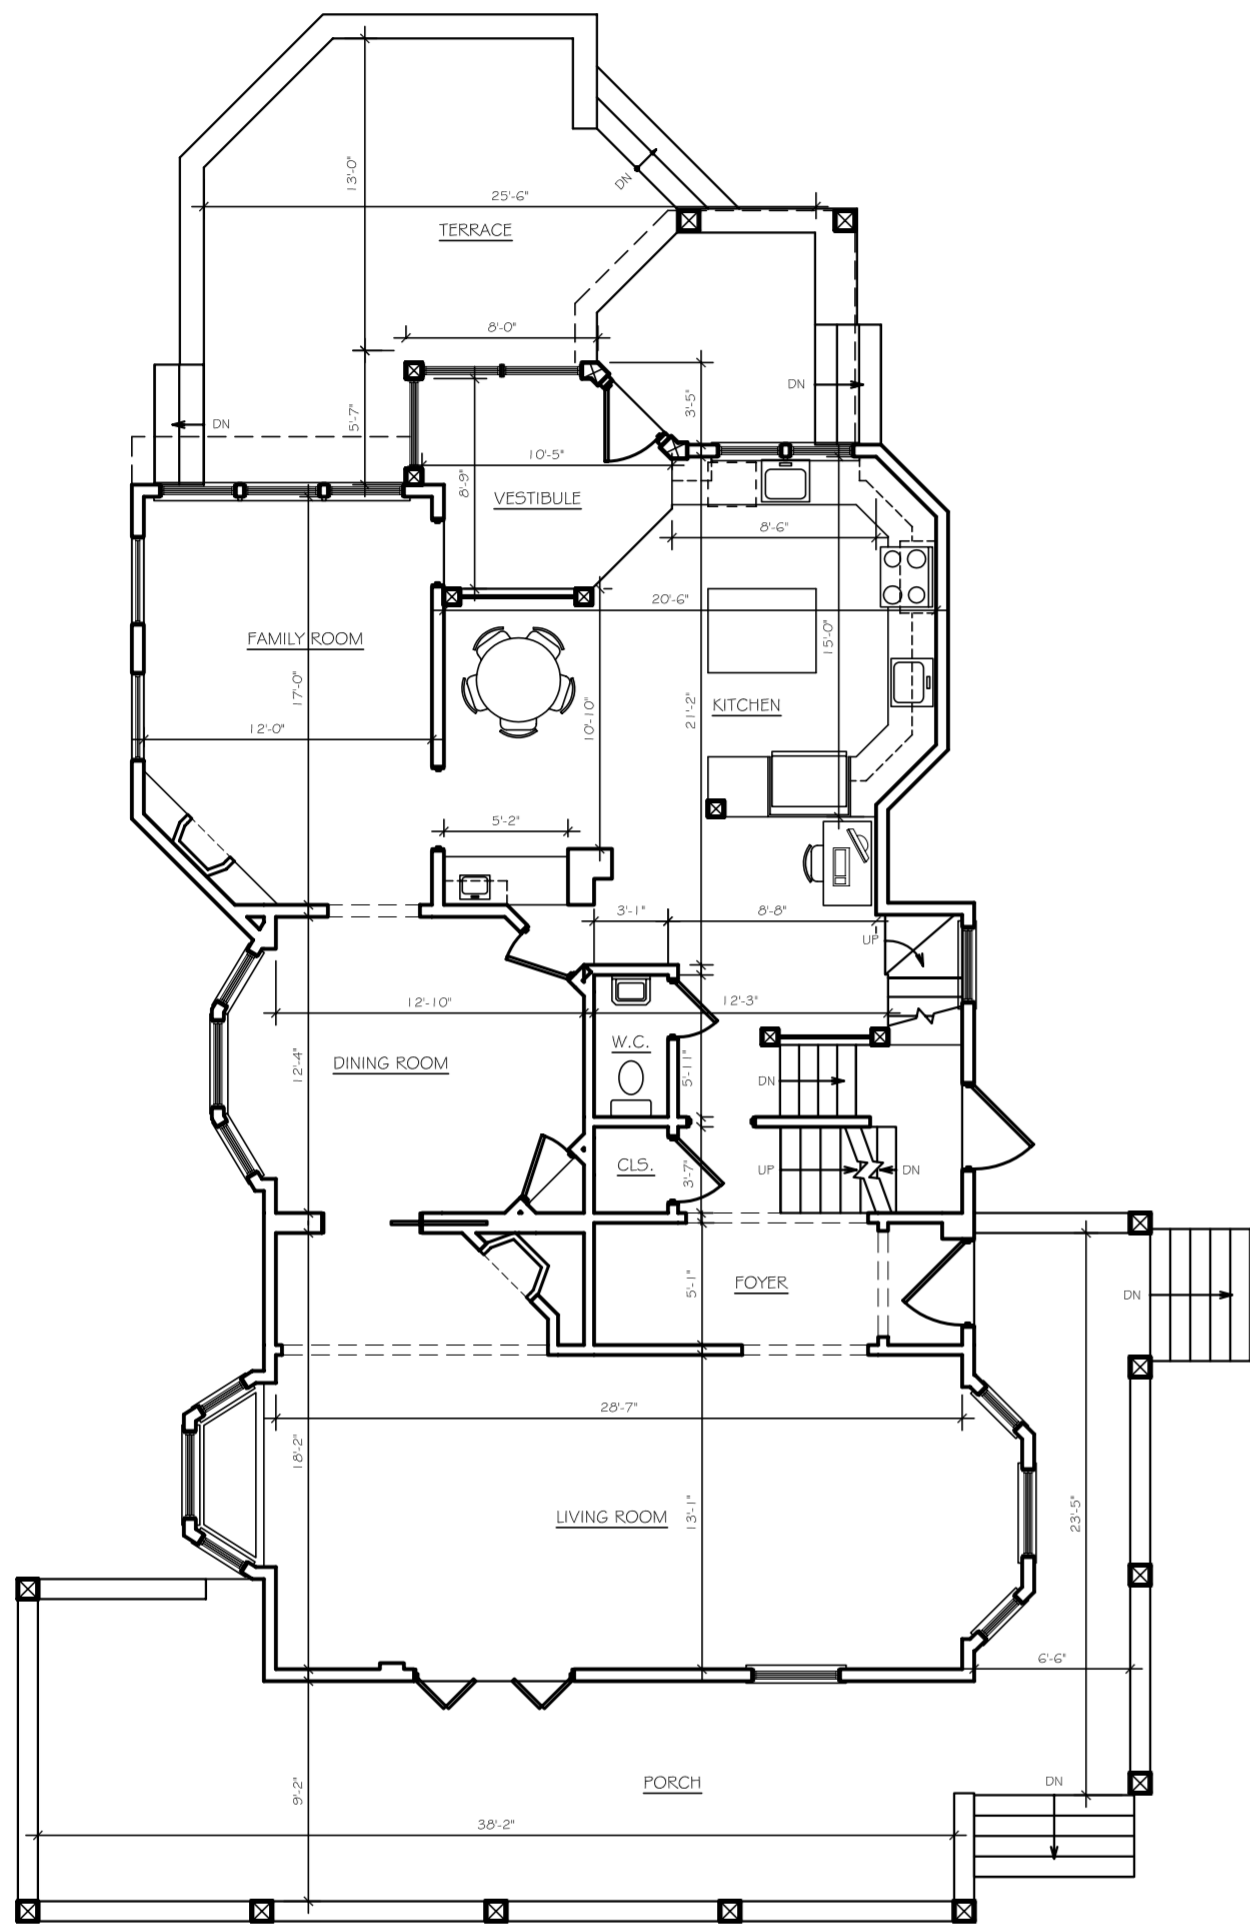 13'-0"
DN
25'-6"
TERRACE
8'-0"
DN
3'-5"
5'-7"
DN
10'-5"
8'-9"
VESTIBULE
8'-6"
20'-6"
FAMILY ROOM
15'-0"
17'-0"
KITCHEN
21'-2"
10'-10"
12'-0"
5'-2"
3'-1"
8'-8"
UP
12'-10"
12'-3"
W.C.
DINING ROOM
12'-4"
5'-11"
DN
CLS.
3'-7"
UP
DN
FOYER
5'-1"
DN
28'-7"
18'-2"
LIVING ROOM
13'-1"
23'-5"
6'-6"
PORCH
DN
9'-2"
38'-2"